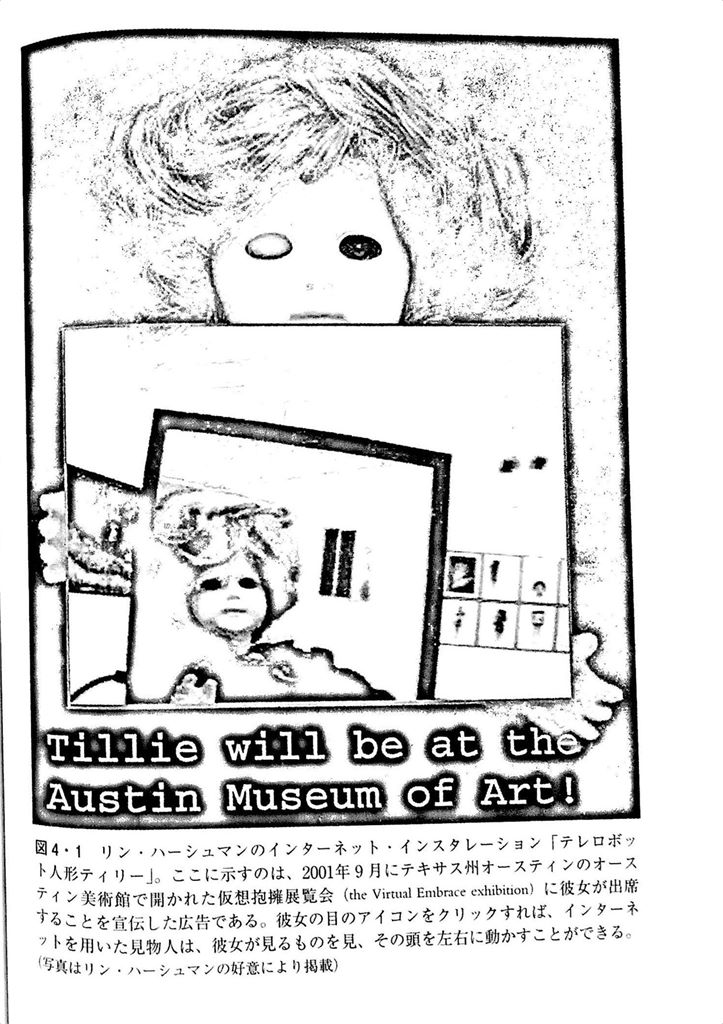 Tillie will be at the
Austin Museum of Art!
図4・1 リン・ハーシュマンのインターネット・インスタレーション「テレロボッ
ト人形ティリー」。ここに示すのは、2001年9月にテキサス州オースティンのオース
ティン美術館で開かれた仮想抱擁展覧会（the Virtual Embrace exhibition）に彼女が出席
することを宣伝した広告である。彼女の目のアイコンをクリックすれば、インターネ
ットを用いた見物人は、彼女が見るものを見、その頭を左右に動かすことができる。
（写真はリン・ハーシュマンの好意により掲載）